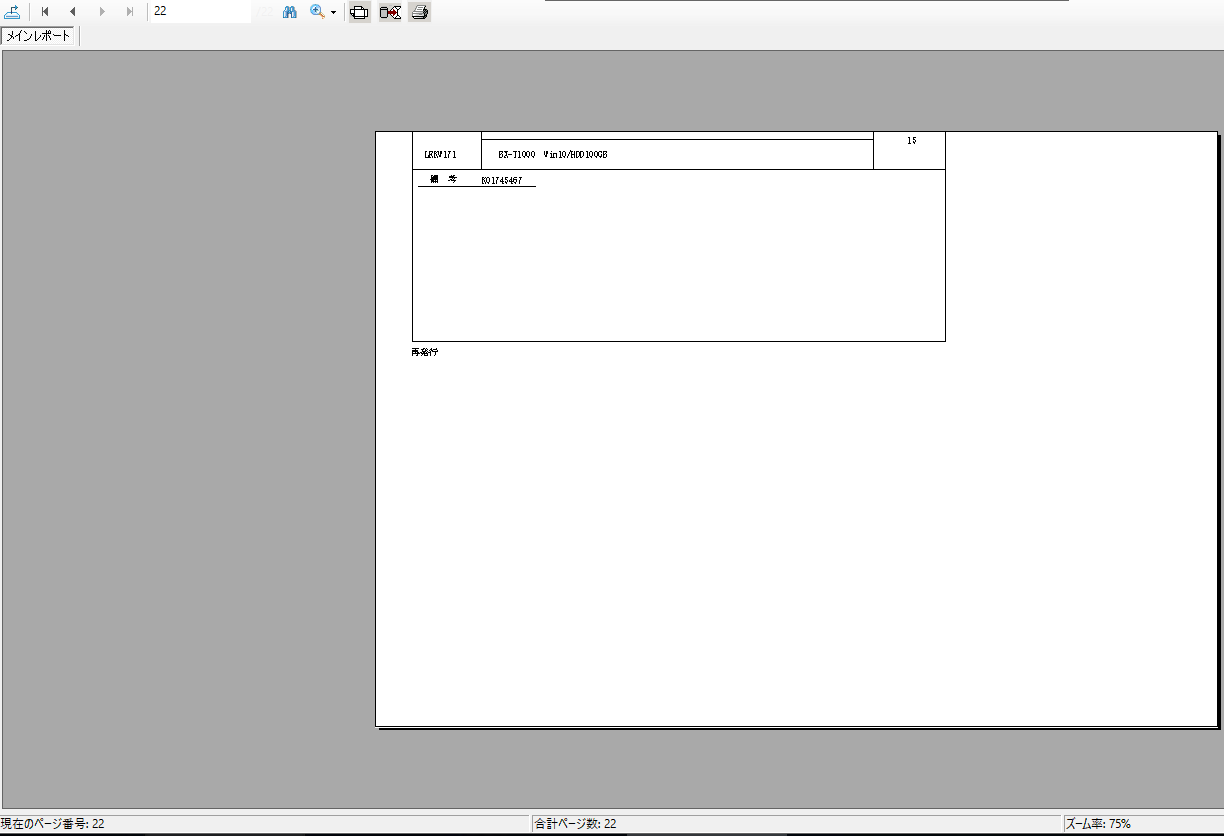 22
メインレポート
15
LRRW171 BX-T1000 Win10/HDD100GB
備 考 R01745467
再発行
現在のページ番号: 22 合計ページ数: 22 ズーム率: 75%